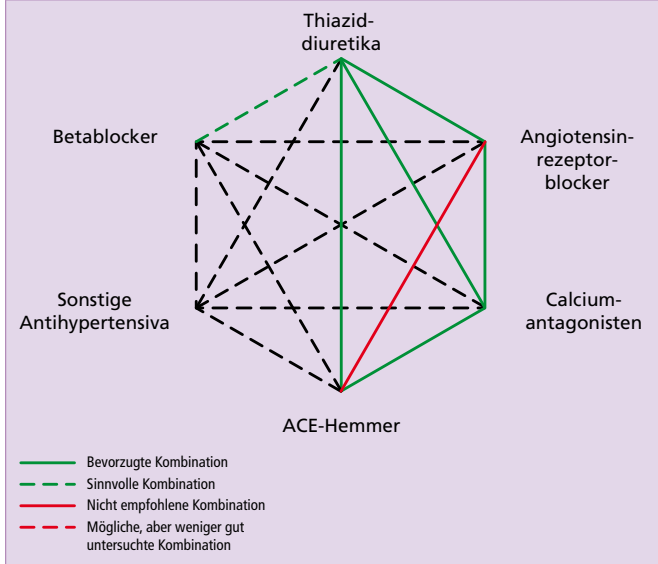 Thiazid-
diuretika
Betablocker
Angiotensin-
rezeptor-
blocker
Sonstige
Antihypertensiva
Calcium-
antagonisten
ACE-Hemmer
Bevorzugte Kombination
Sinnvolle Kombination
Nicht empfohlene Kombination
Mögliche, aber weniger gut
untersuchte Kombination